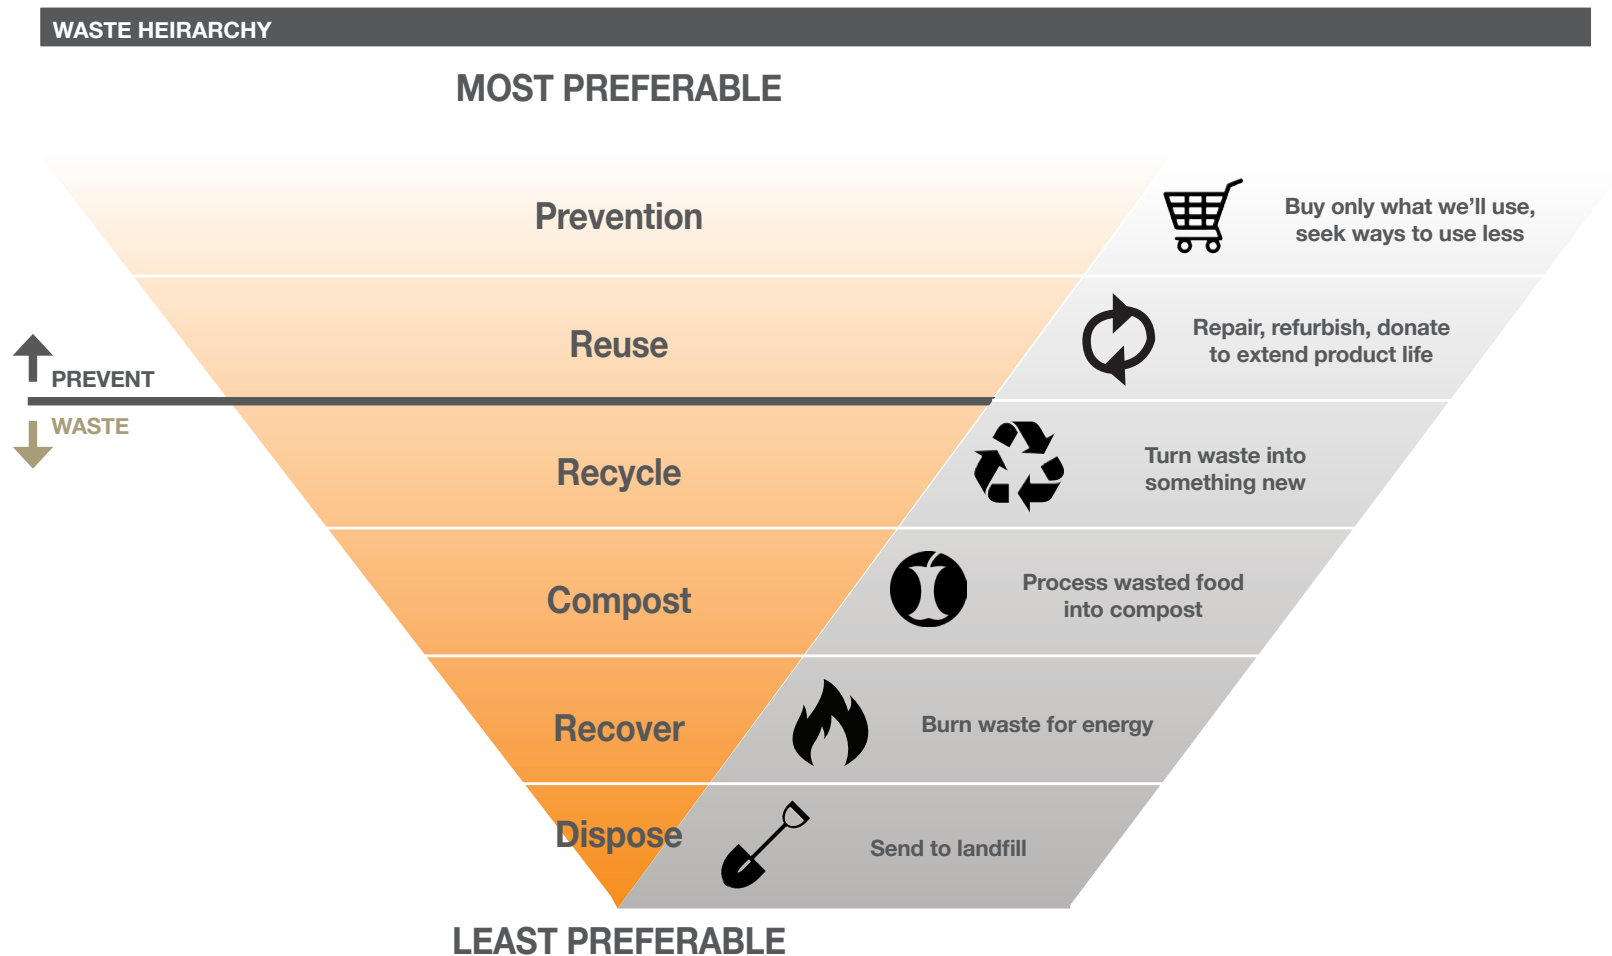 WASTE HEIRARCHY
MOST PREFERABLE
Prevention
Buy only what we'll use,
seek ways to use less
Reuse
Repair, refurbish, donate
to extend product life
PREVENT
WASTE
Recycle
Turn waste into
something new
Compost
Process wasted food
into compost
Recover
Burn waste for energy
Dispose
Send to landfill
LEAST PREFERABLE